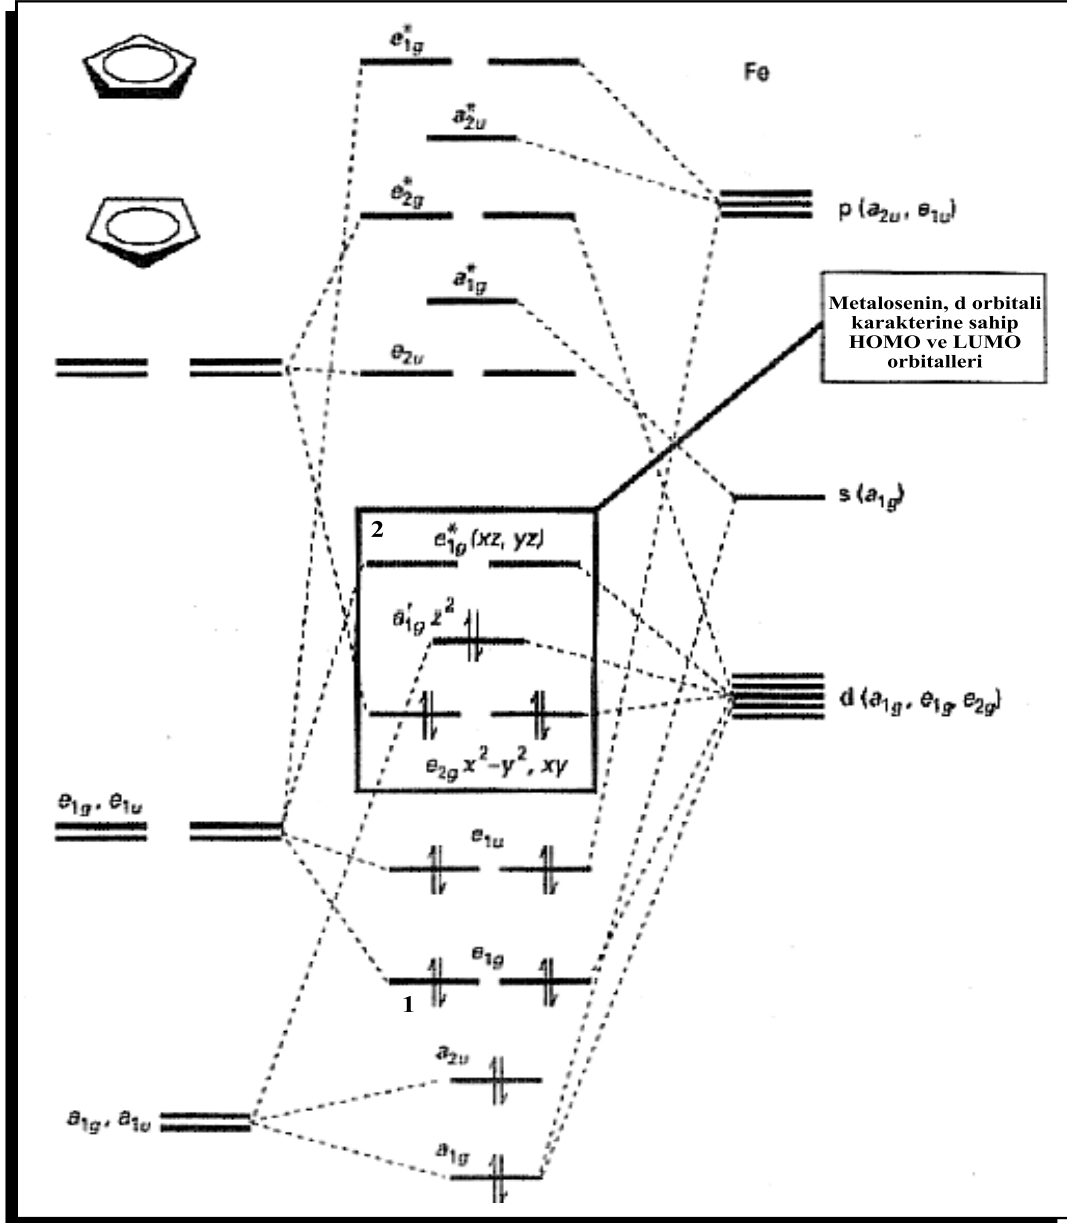 e*1g
Fe
a*2u
e*2g
p (a2u, e1u)
a*1g
Metalosenin, d orbitali
karakterine sahip
HOMO ve LUMO
orbitalleri
e2u
s (a1g)
2
e*1g (xz, yz)
a'1g z2
d (a1g, e1g, e2g)
e2g x2–y2, xy
e1g, e1u
e1u
e1g
1
a2u
a1g, a1u
a1g